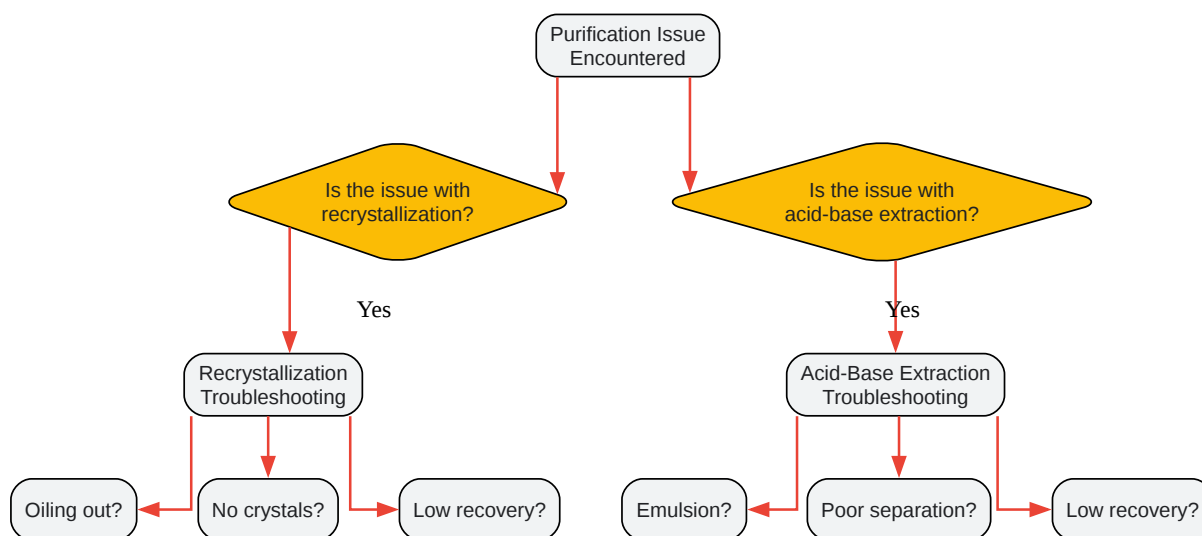 Purification Issue
Encountered
Is the issue with
recrystallization?
Is the issue with
acid-base extraction?
Yes
Yes
Recrystallization
Troubleshooting
Acid-Base Extraction
Troubleshooting
Oiling out?
No crystals?
Low recovery?
Emulsion?
Poor separation?
Low recovery?